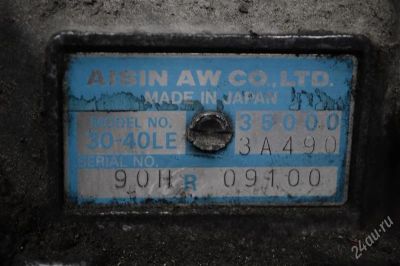 AISIN AW.CO.,LTD.
MADE IN JAPAN
MODEL NO. 35000
30-40LE 3A490
SERIAL NO.
90H R 09100
24au.ru